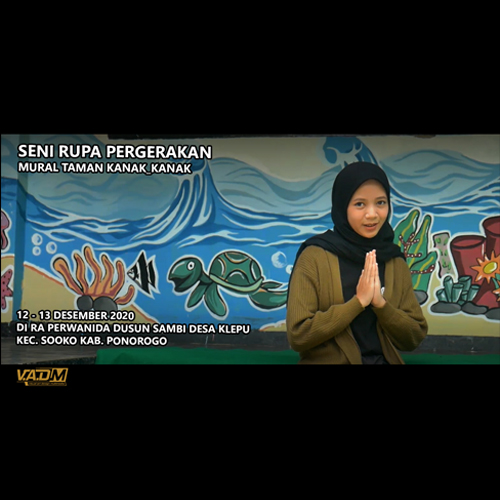 SENI RUPA PERGERAKAN
MURAL TAMAN KANAK_KANAK
12 - 13 DESEMBER 2020
DI RA PERWANIDA DUSUN SAMBI DESA KLEPU
KEC. SOOKO KAB. PONOROGO
V.A.D.M